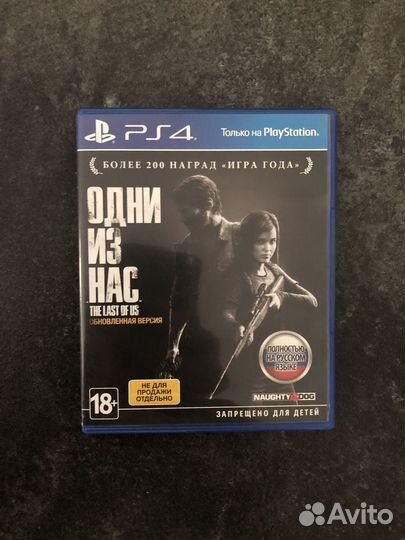 PS4
Только на PlayStation®
БОЛЕЕ 200 НАГРАД «ИГРА ГОДА»
ОДНИ
ИЗ
НАС
THE LAST OF US
ОБНОВЛЕННАЯ ВЕРСИЯ
ПОЛНОСТЬЮ
НА РУССКОМ
ЯЗЫКЕ
НЕ ДЛЯ
ПРОДАЖИ
ОТДЕЛЬНО
18+
NAUGHTY DOG
ЗАПРЕЩЕНО ДЛЯ ДЕТЕЙ
Avito